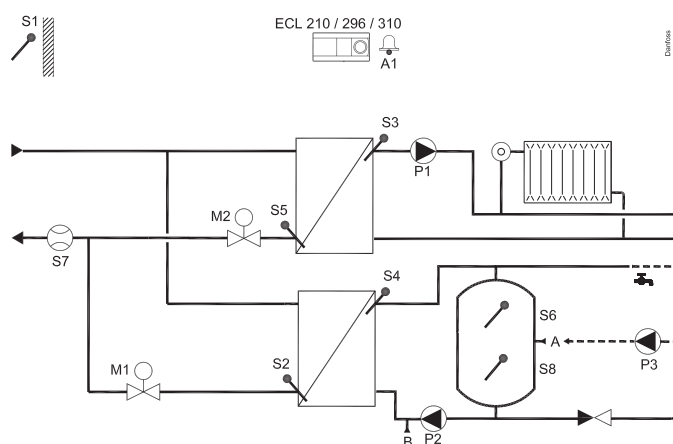 S1
ECL 210 / 296 / 310
A1
Danfoss
S3
P1
M2
S5
S7
S4
S6
A
P3
S8
S2
M1
B
P2